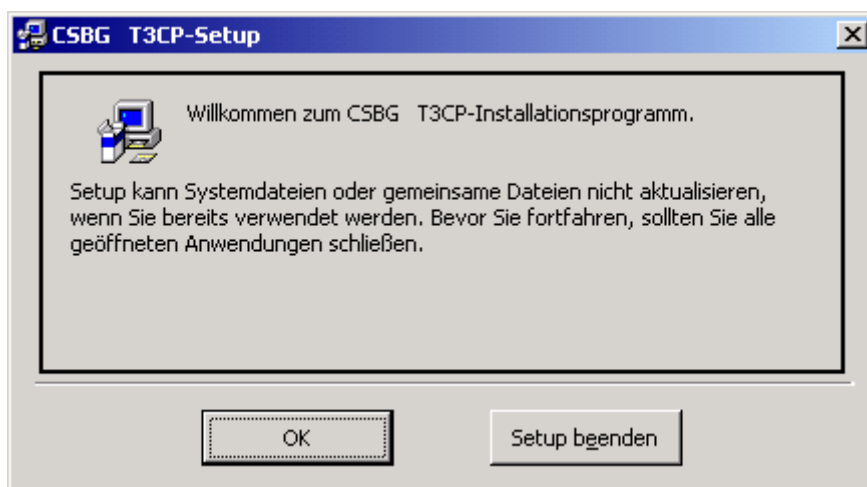 CSBG T3CP-Setup
Willkommen zum CSBG T3CP-Installationsprogramm.
Setup kann Systemdateien oder gemeinsame Dateien nicht aktualisieren,
wenn Sie bereits verwendet werden. Bevor Sie fortfahren, sollten Sie alle
geöffneten Anwendungen schließen.
OK
Setup beenden